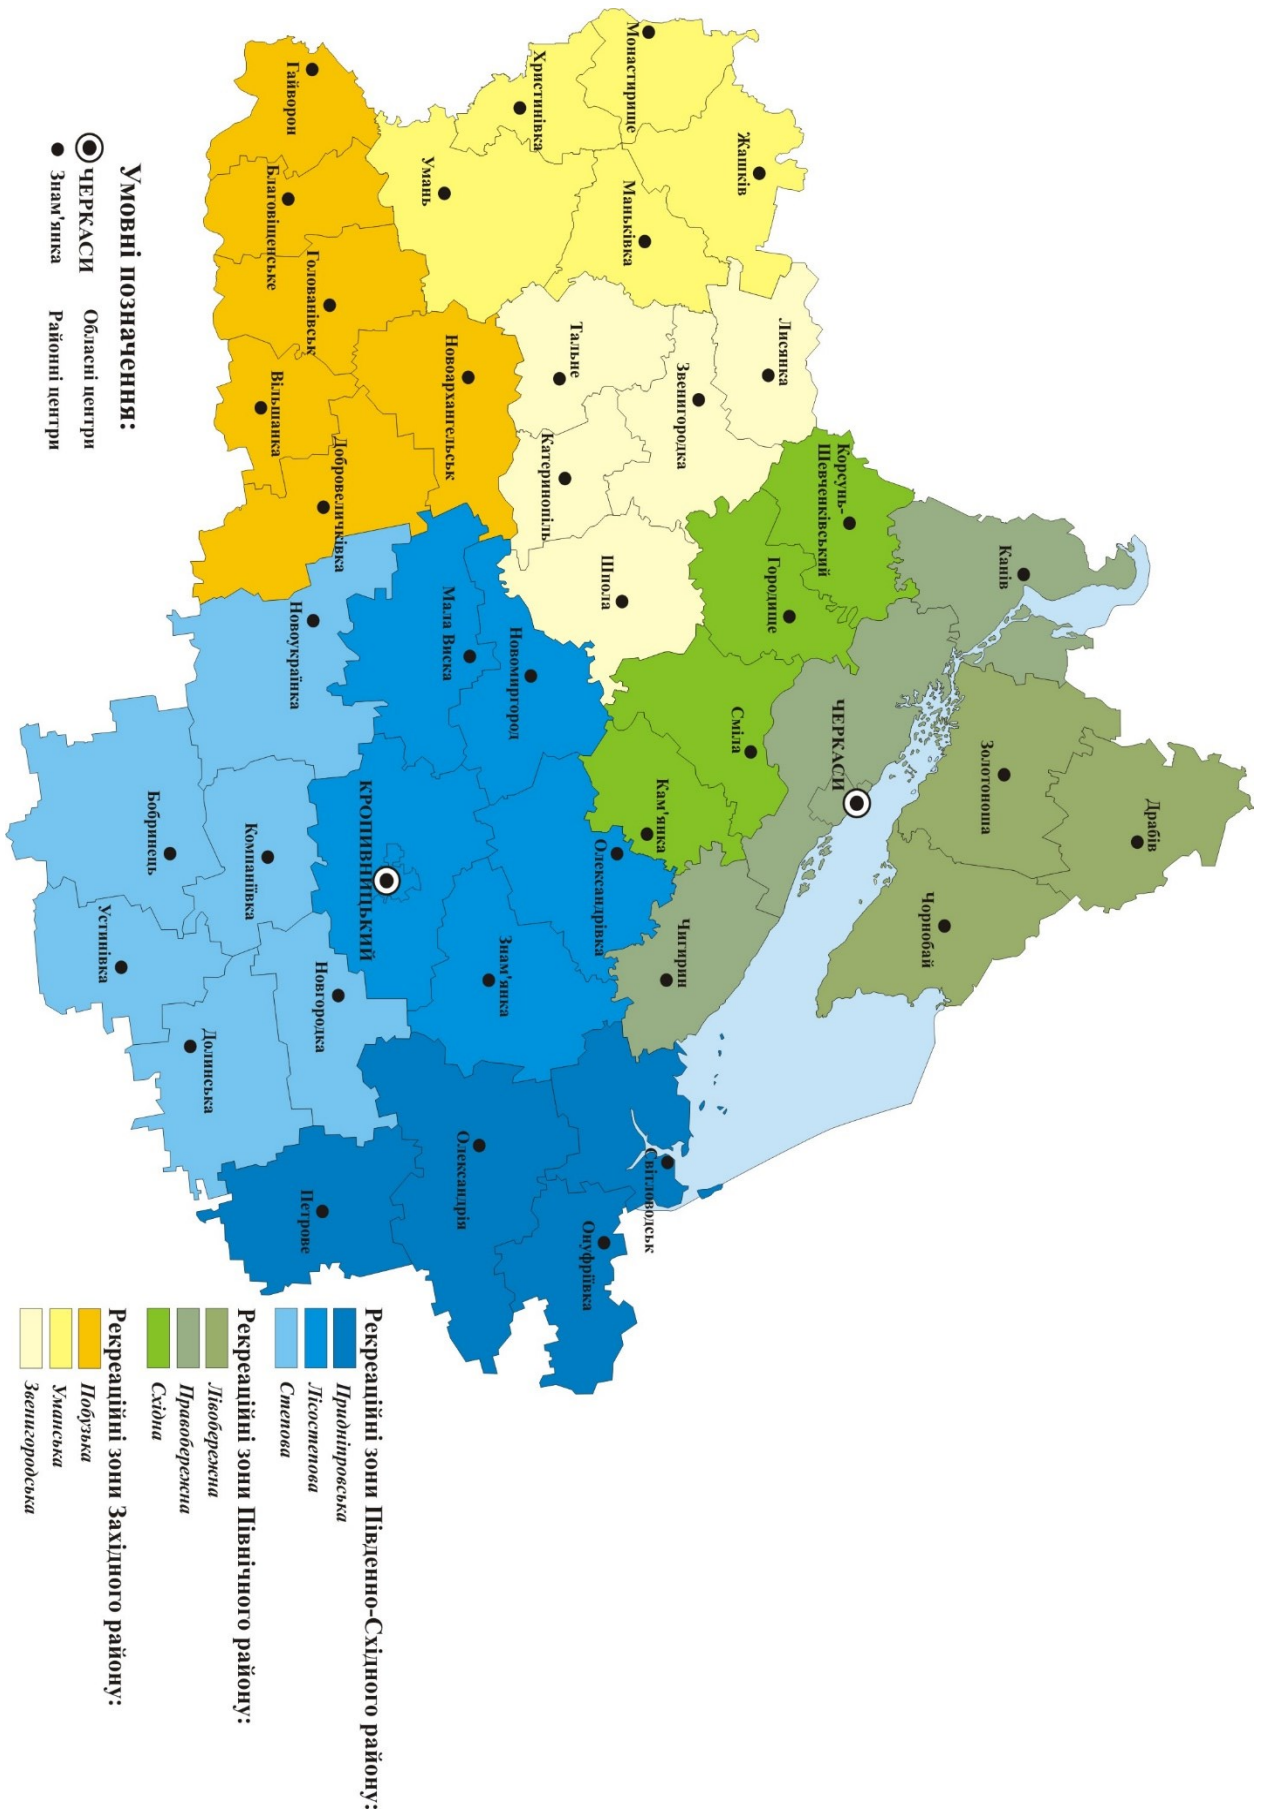 Драбів
Золотоноша
Чорнобай
Канів
ЧЕРКАСИ
Чигирин
Корсунь-
Шевченківський
Городище
Сміла
Кам'янка
Жашків
Монастирище
Христинівка
Маньківка
Умань
Лисянка
Звенигородка
Тальне
Катеринопіль
Шпола
Гайворон
Благовіщенське
Голованівськ
Вільшанка
Новоархангельськ
Добровеличківка
Новомиргород
Мала Виска
Олександрівка
Знам'янка
КРОПИВНИЦЬКИЙ
Новоукраїнка
Компаніївка
Новгородка
Бобринець
Устинівка
Долинська
Світловодськ
Онуфріївка
Олександрія
Петрове
Умовні позначення:
ЧЕРКАСИ Обласні центри
Знам'янка Районні центри
Рекреаційні зони Південно-Східного району:
Придніпровська
Лісостепова
Степова
Рекреаційні зони Північного району:
Лівобережна
Правобережна
Східна
Рекреаційні зони Західного району:
Побузька
Уманська
Звенигородська